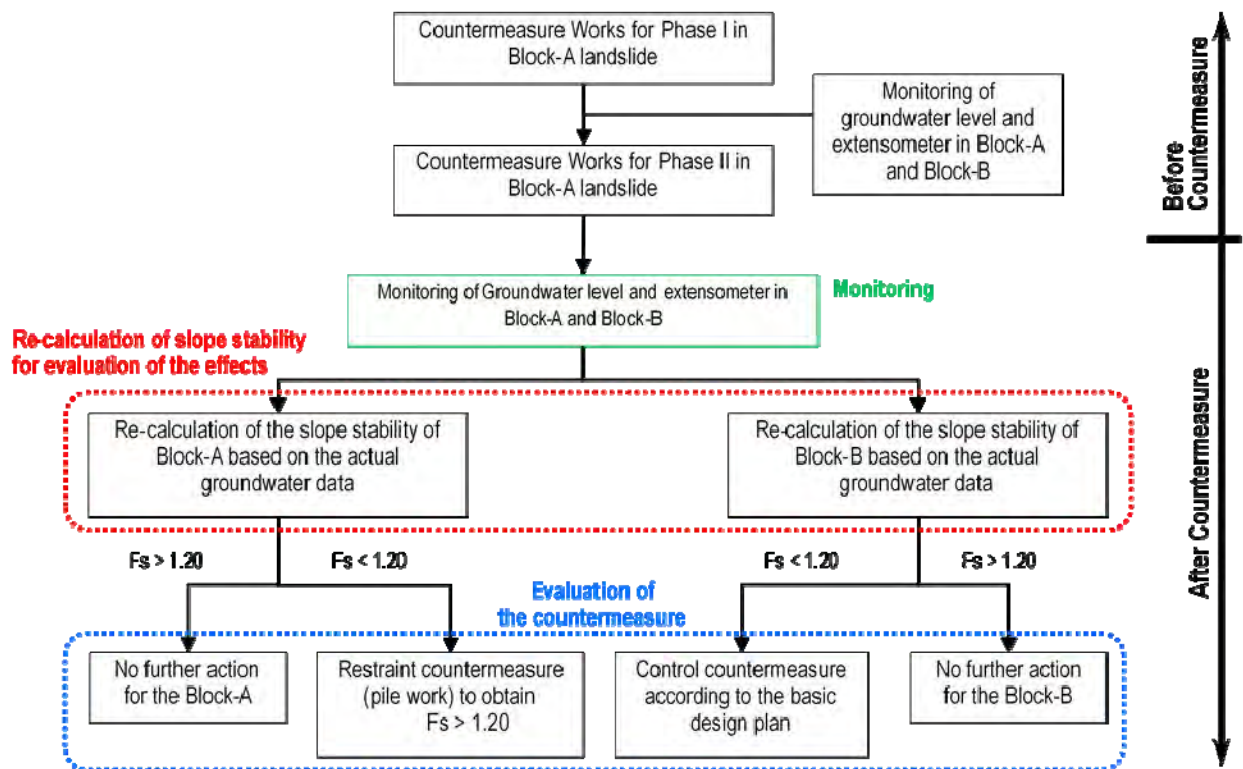 Countermeasure Works for Phase I in
Block-A landslide
Monitoring of
groundwater level and
extensometer in Block-A
and Block-B
Countermeasure Works for Phase II in
Block-A landslide
Before
Countermeasure
Monitoring of Groundwater level and extensometer in
Block-A and Block-B
Monitoring
Re-calculation of slope stability
for evaluation of the effects
Re-calculation of the slope stability of
Block-A based on the actual
groundwater data
Re-calculation of the slope stability of
Block-B based on the actual
groundwater data
After Countermeasure
Fs > 1.20
Fs < 1.20
Fs < 1.20
Fs > 1.20
Evaluation of
the countermeasure
No further action
for the Block-A
Restraint countermeasure
(pile work) to obtain
Fs > 1.20
Control countermeasure
according to the basic
design plan
No further action
for the Block-B